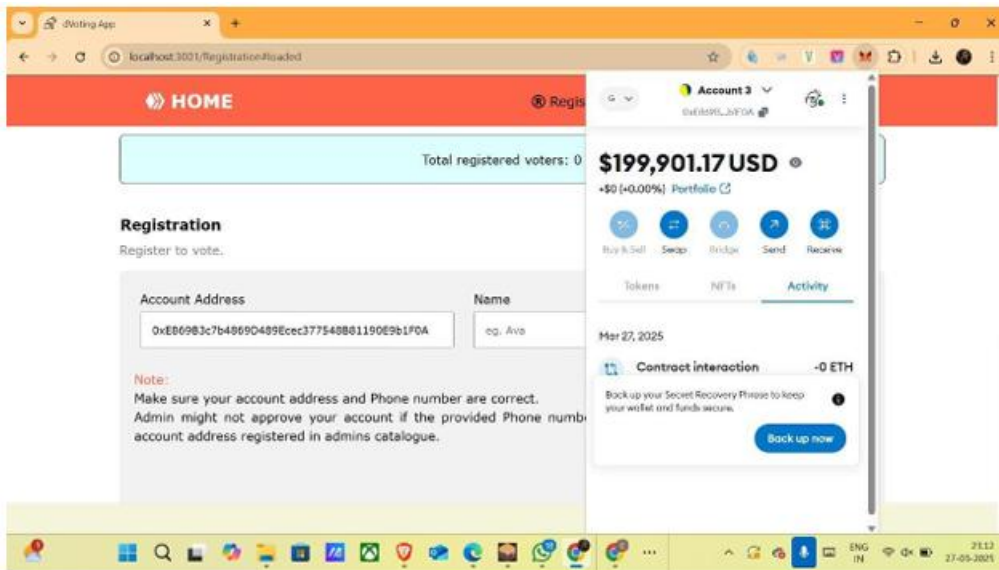 dVoting App
localhost:3001/Registration#loaded
HOME
Regis
Total registered voters: 0
Registration
Register to vote.
Account Address
Name
eg. Ava
Note:
Make sure your account address and Phone number are correct.
Admin might not approve your account if the provided Phone numb
account address registered in admins catalogue.
G
Account 3
$199,901.17 USD
+$0 (+0.00%) Portfolio
Buy & Sell
Swap
Bridge
Send
Receive
Tokens
NFTs
Activity
Mar 27, 2025
Contract interaction
-0 ETH
Back up your Secret Recovery Phrase to keep
your wallet and funds secure.
Back up now
ENG
IN
21:12
27-05-2025